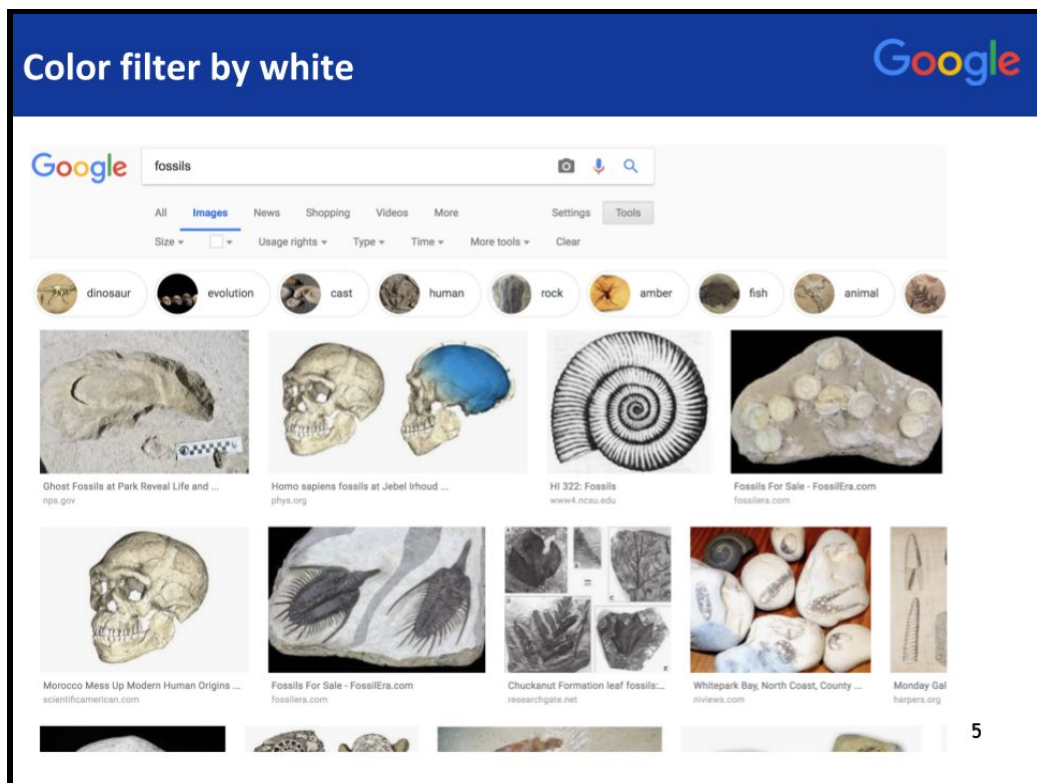 Color filter by white
Google
Google
fossils
All Images News Shopping Videos More Settings Tools
Size Usage rights Type Time More tools Clear
dinosaur evolution cast human rock amber fish animal
Ghost Fossils at Park Reveal Life and ...
nps.gov
Homo sapiens fossils at Jebel Irhoud ...
phys.org
HI 322: Fossils
www4.ncsu.edu
Fossils For Sale - FossilEra.com
fossilera.com
Morocco Mess Up Modern Human Origins ...
scientificamerican.com
Fossils For Sale - FossilEra.com
fossilera.com
Chuckanut Formation leaf fossils:...
researchgate.net
Whitepark Bay, North Coast, County ...
niviews.com
Monday Gal
harpers.org
5